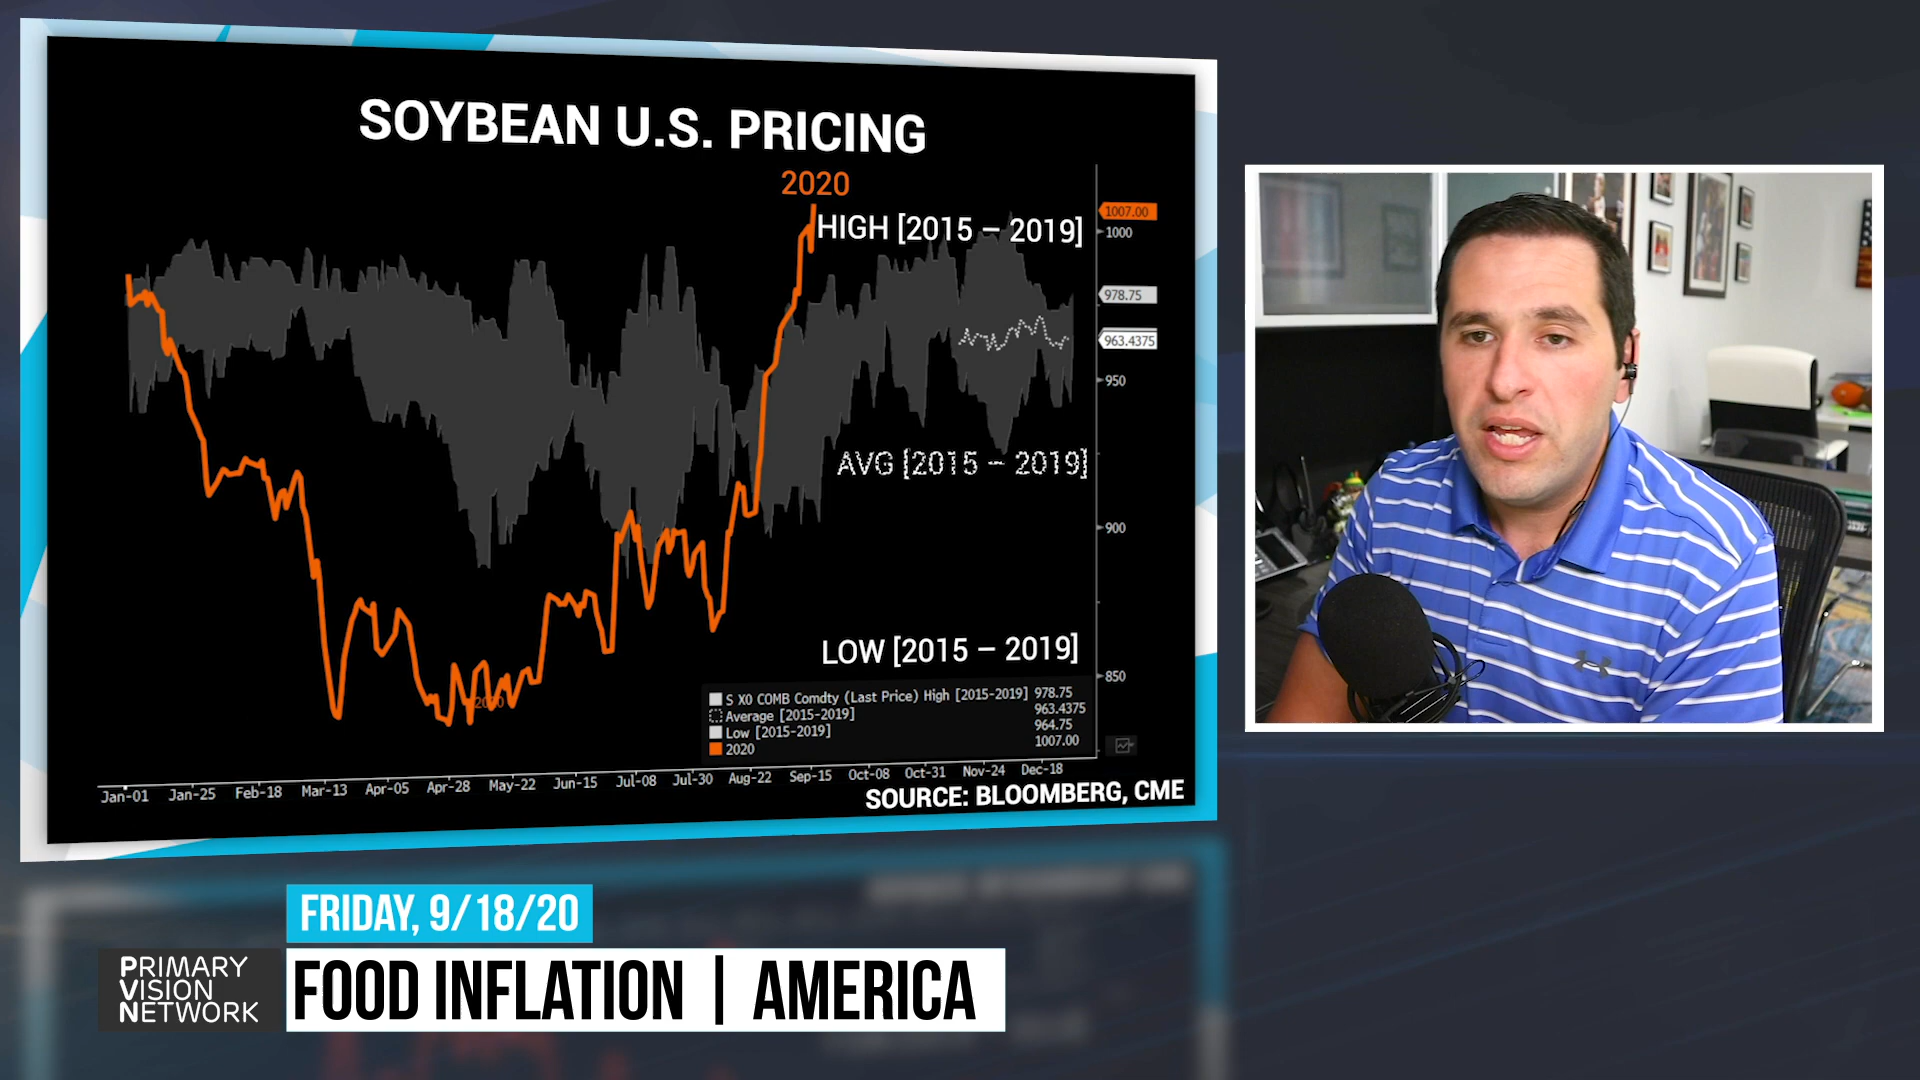 SOYBEAN U.S. PRICING
2020
HIGH [2015 – 2019]
1007.00
1000
978.75
963.4375
950
AVG [2015 – 2019]
900
LOW [2015 – 2019]
850
2020
S X0 COMB Comdty (Last Price) High [2015-2019] 978.75
Average [2015-2019] 963.4375
Low [2015-2019] 964.75
2020 1007.00
Jan-01 Jan-25 Feb-18 Mar-13 Apr-05 Apr-28 May-22 Jun-15 Jul-08 Jul-30 Aug-22 Sep-15 Oct-08 Oct-31 Nov-24 Dec-18
SOURCE: BLOOMBERG, CME
FRIDAY, 9/18/20
PRIMARY
VISION
NETWORK
FOOD INFLATION | AMERICA